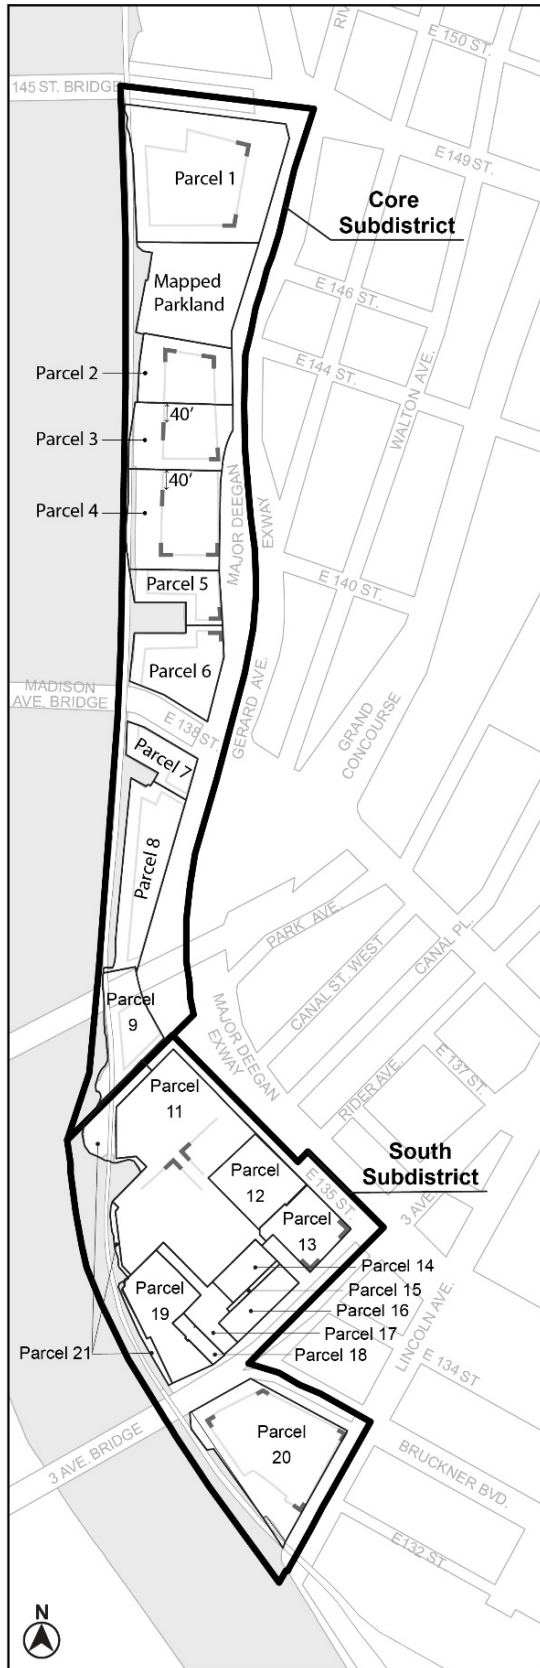 RIV
E 150 ST.
145 ST. BRIDGE
E 149 ST.
Parcel 1
Core
Subdistrict
Mapped
Parkland
E 146 ST.
E 144 ST.
WALTON AVE.
Parcel 2
40'
Parcel 3
40'
Parcel 4
MAJOR DEEGAN
EXWAY
Parcel 5
E 140 ST.
Parcel 6
MADISON
AVE. BRIDGE
E 138 ST.
GERARD AVE.
GRAND
CONCOURSE
Parcel 7
Parcel 8
PARK AVE.
CANAL ST. WEST
CANAL PL.
Parcel
9
MAJOR DEEGAN
EXWAY
RIDER AVE.
E 137 ST.
Parcel
11
South
Subdistrict
Parcel
12
E 135 ST
3 AVE.
Parcel
13
Parcel 14
Parcel 15
Parcel
19
Parcel 16
Parcel 17
Parcel 18
Parcel 21
LINCOLN AVE.
E 134 ST
3 AVE. BRIDGE
Parcel
20
BRUCKNER BVD.
E132 ST
N